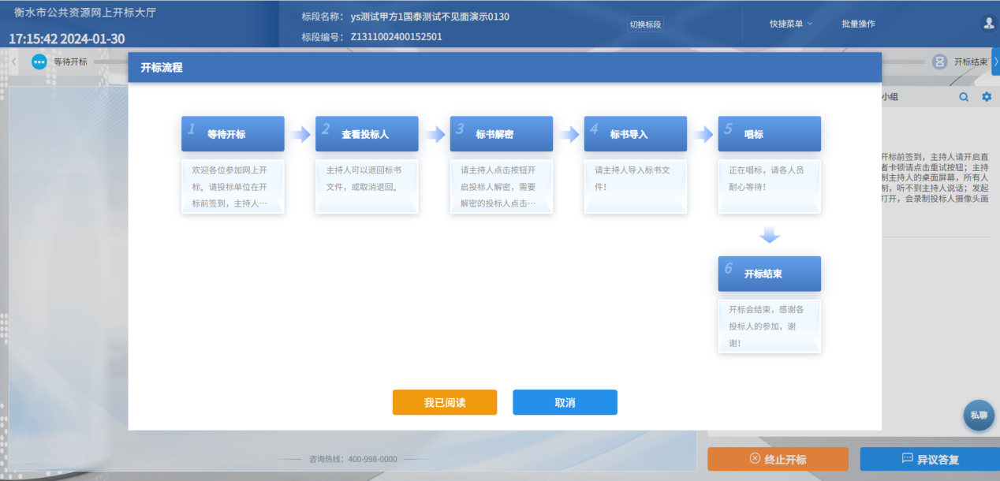 衡水市公共资源网上开标大厅
17:15:42 2024-01-30
标段名称： ys测试甲方1国泰测试不见面演示0130
标段编号： Z1311002400152501
切换标段
快捷菜单
批量操作
等待开标
开标结束
开标流程
小组
1 等待开标
欢迎各位参加网上开
标。请投标单位在开
标前签到，主持人···
2 查看投标人
主持人可以退回标书
文件，或取消退回。
3 标书解密
请主持人点击按钮开
启投标人解密，需要
解密的投标人点击···
4 标书导入
请主持人导入标书文
件！
5 唱标
正在唱标，请各人员
耐心等待！
6 开标结束
开标会结束，感谢各
投标人的参加，谢
谢！
开标前签到，主持人请开启直
者卡顿请点击重试按钮；主持
制主持人的桌面屏幕，所有人
制，听不到主持人说话；发起
打开，会录制投标人摄像头画
我已阅读
取消
私聊
咨询热线：400-998-0000
终止开标
异议答复